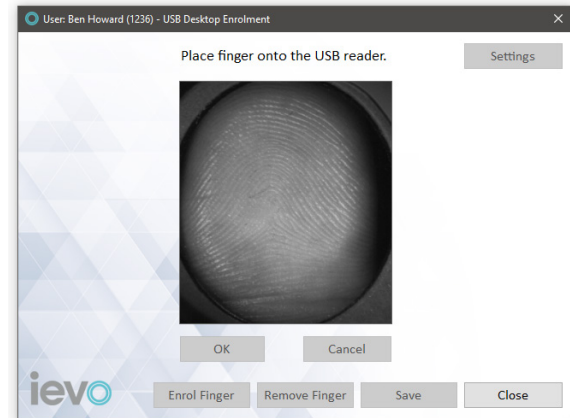 User: Ben Howard (1236) - USB Desktop Enrolment
Place finger onto the USB reader.
Settings
OK Cancel
ievo
Enrol Finger Remove Finger Save Close